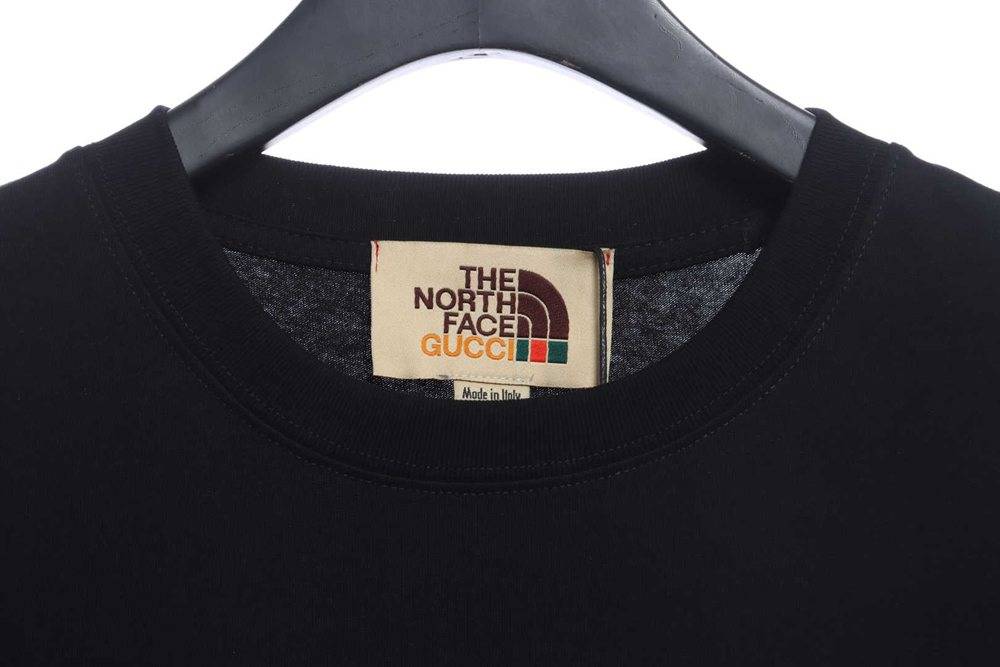 THE
NORTH
FACE
GUCCI
Made in Italy